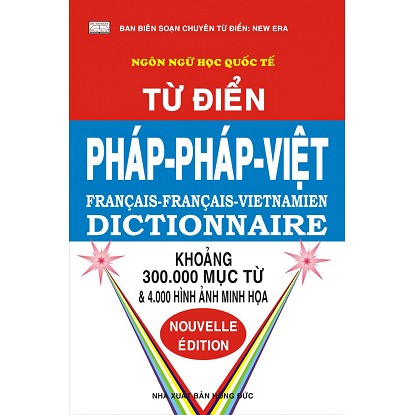 BAN BIÊN SOẠN CHUYÊN TỪ ĐIỂN: NEW ERA
NGÔN NGỮ HỌC QUỐC TẾ
TỪ ĐIỂN
PHÁP-PHÁP-VIỆT
FRANÇAIS-FRANÇAIS-VIETNAMIEN
DICTIONNAIRE
KHOẢNG
300.000 MỤC TỪ
& 4.000 HÌNH ẢNH MINH HỌA
NOUVELLE
ÉDITION
NHÀ XUẤT BẢN HỒNG ĐỨC